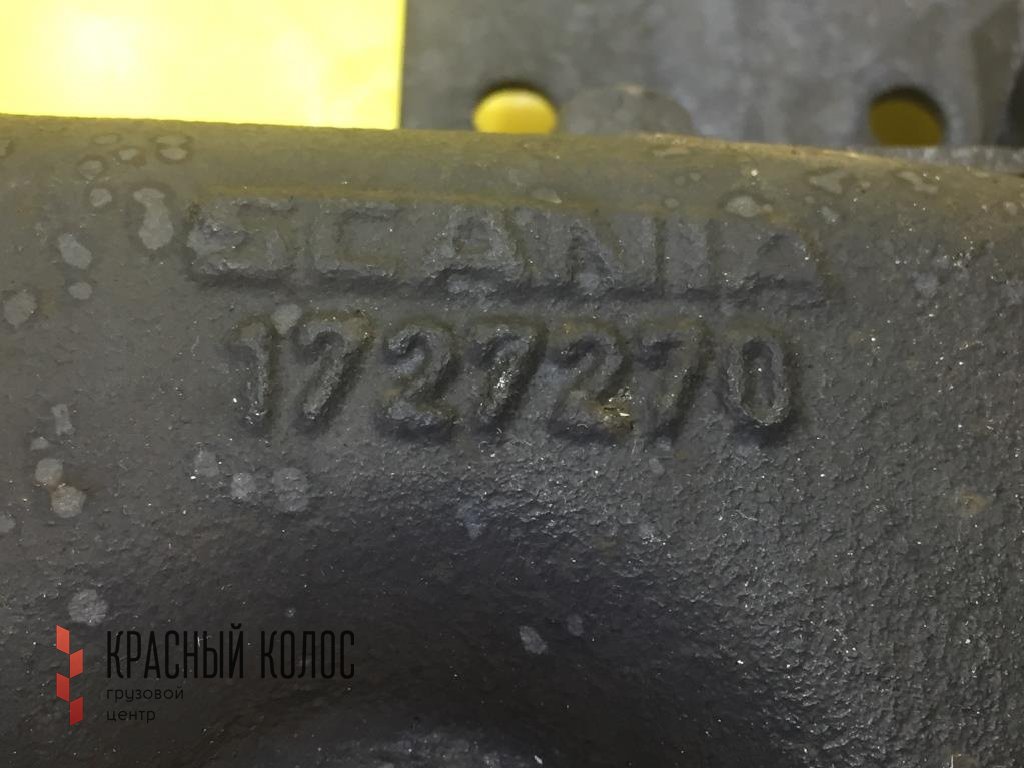 SCANIA
1727270
КРАСНЫЙ КОЛОС
грузовой
центр